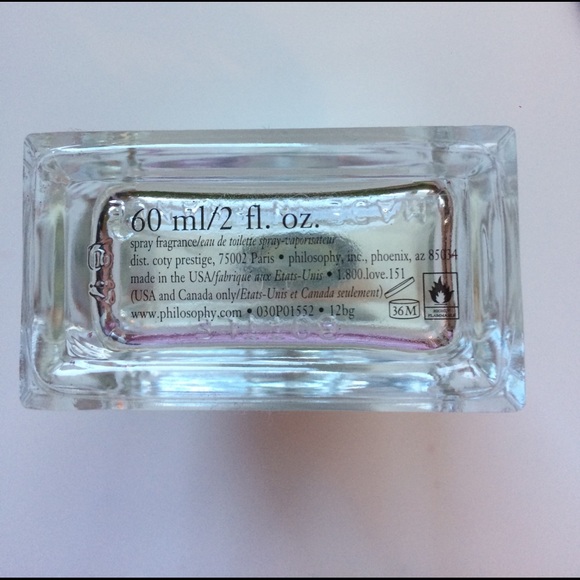 60 ml/2 fl. oz.
spray fragrance/eau de toilette spray-vaporisateur
dist. coty prestige, 75002 Paris • philosophy, inc., phoenix, az 85034
made in the USA/fabrique aux Etats-Unis • 1.800.love.151
(USA and Canada only/Etats-Unis et Canada seulement)
www.philosophy.com • 030P01552 • 12bg
36M